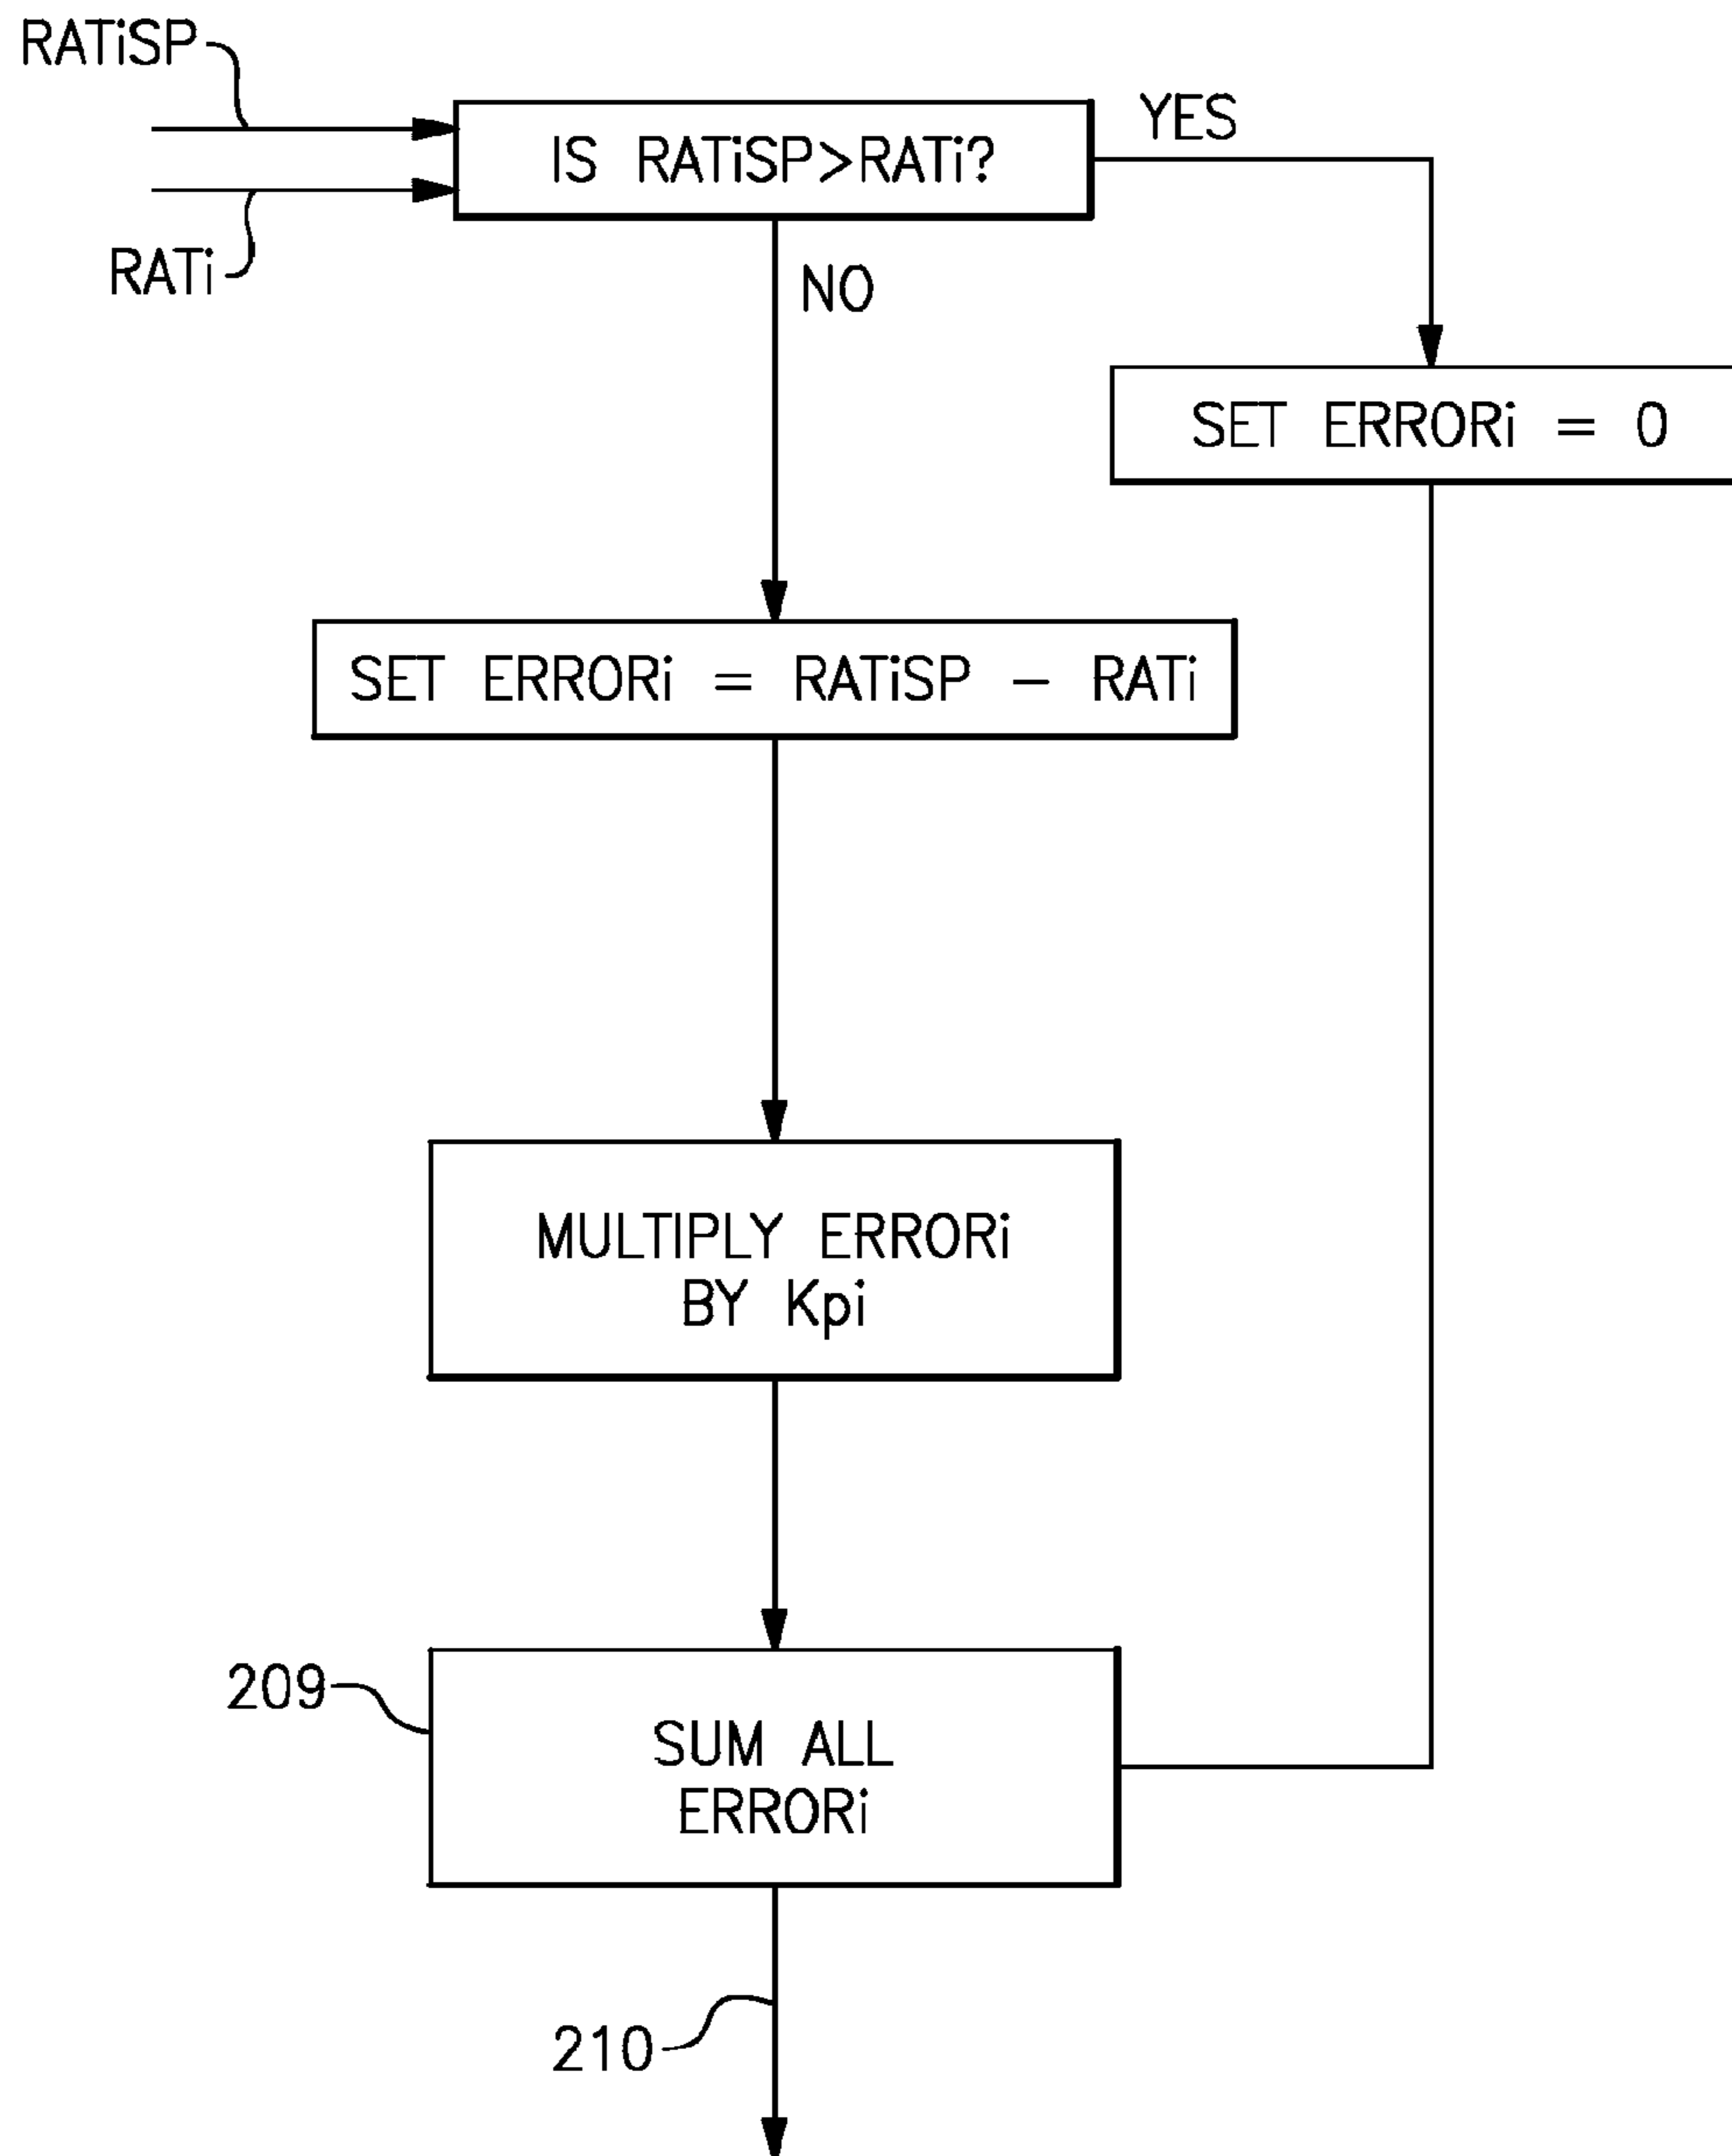 RATiSP
IS RATiSP>RATi?
YES
RATi
NO
SET ERRORi = 0
SET ERRORi = RATiSP – RATi
MULTIPLY ERRORi
BY Kpi
209
SUM ALL
ERRORi
210